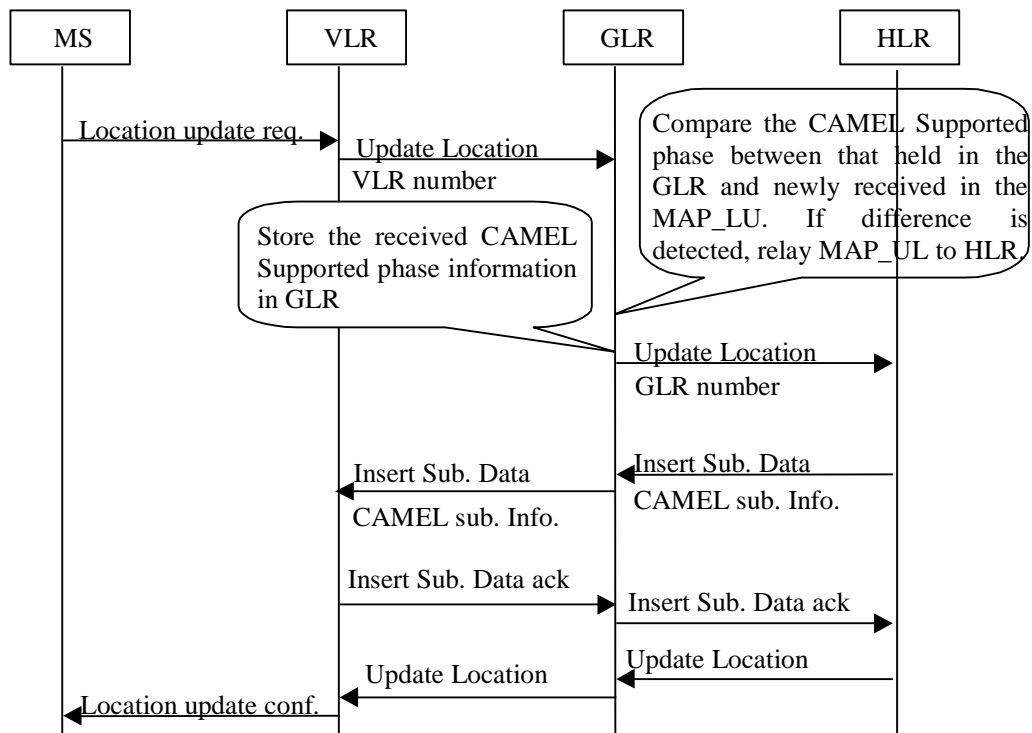 MS
VLR
GLR
HLR
Location update req.
Update Location
VLR number
Compare the CAMEL Supported
phase between that held in the
GLR and newly received in the
MAP_LU. If difference is
detected, relay MAP_UL to HLR.
Store the received CAMEL
Supported phase information
in GLR
Update Location
GLR number
Insert Sub. Data
CAMEL sub. Info.
Insert Sub. Data
CAMEL sub. Info.
Insert Sub. Data ack
Insert Sub. Data ack
Update Location
Update Location
Location update conf.